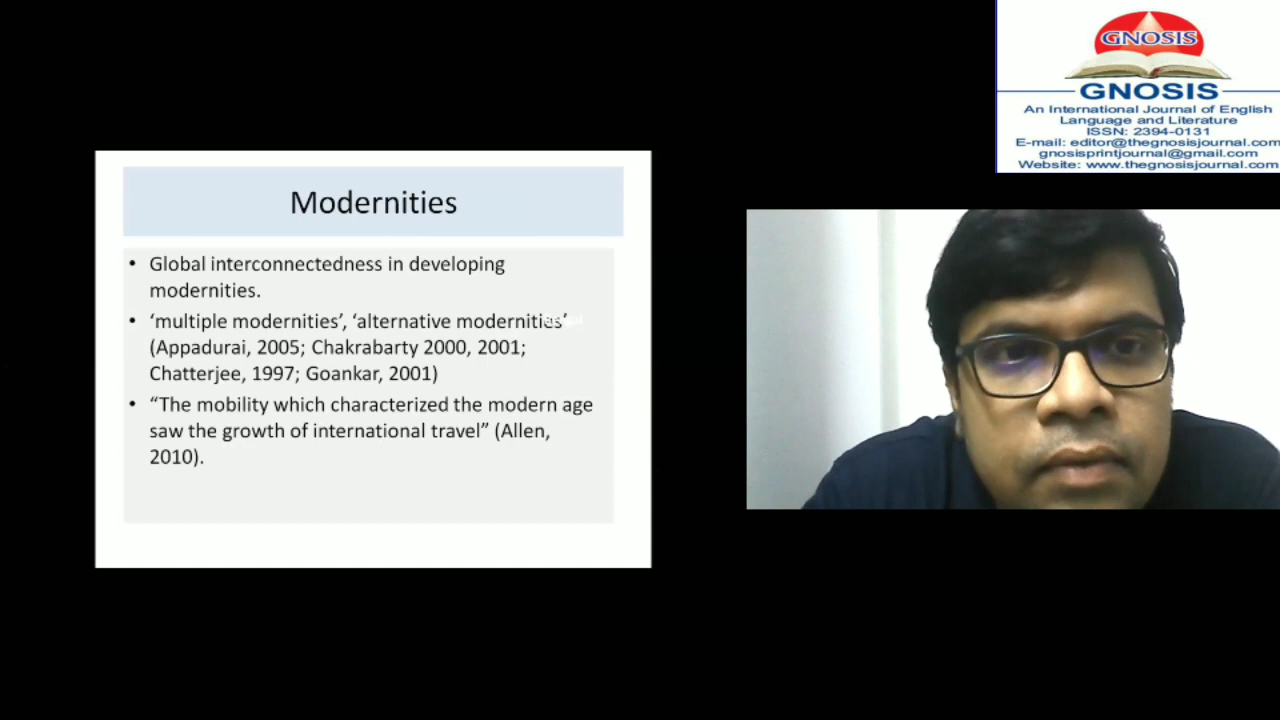 GNOSIS
GNOSIS
An International Journal of English
Language and Literature
ISSN: 2394-0131
E-mail: editor@thegnosisjournal.com
gnosisprintjournal@gmail.com
Website: www.thegnosisjournal.com
Modernities
• Global interconnectedness in developing
modernities.
• ‘multiple modernities’, ‘alternative modernities’
(Appadurai, 2005; Chakrabarty 2000, 2001;
Chatterjee, 1997; Goankar, 2001)
• “The mobility which characterized the modern age
saw the growth of international travel” (Allen,
2010).